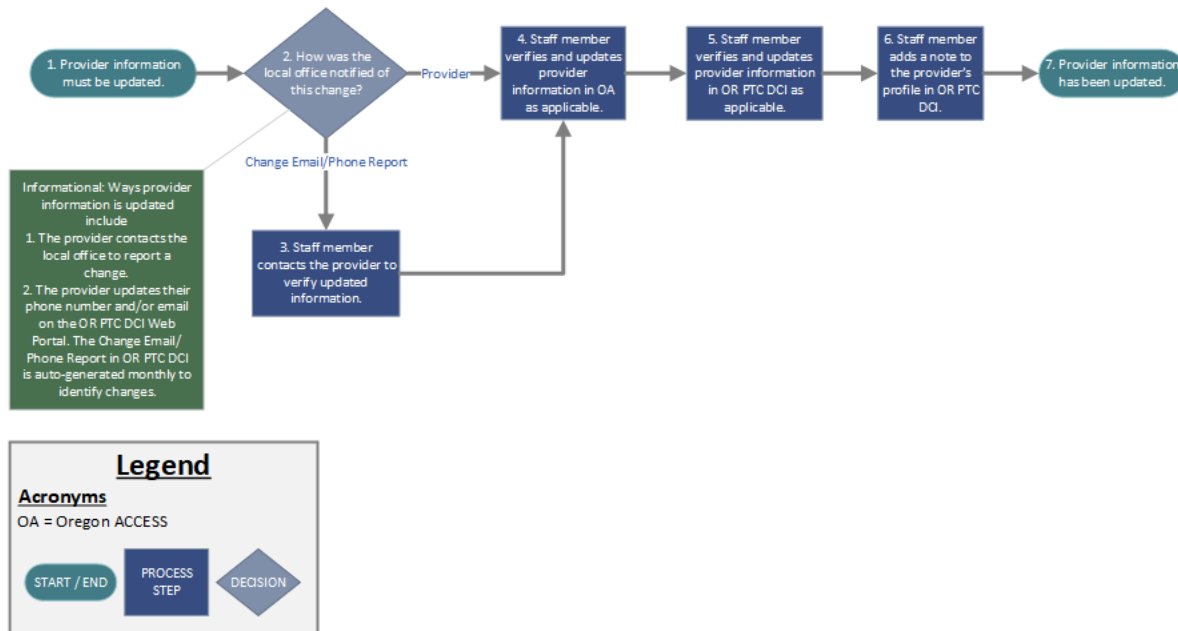 1. Provider information
must be updated.
2. How was the
local office notified of
this change?
Provider
4. Staff member
verifies and updates
provider
information in OA
as applicable.
5. Staff member
verifies and updates
provider information
in OR PTC DCI as
applicable.
6. Staff member
adds a note to
the provider's
profile in OR PTC
DCI.
7. Provider information
has been updated.
Change Email/Phone Report
3. Staff member
contacts the provider to
verify updated
information.
Informational: Ways provider
information is updated
include
1. The provider contacts the
local office to report a
change.
2. The provider updates their
phone number and/or email
on the OR PTC DCI Web
Portal. The Change Email/
Phone Report in OR PTC DCI
is auto-generated monthly to
identify changes.
Legend
Acronyms
OA = Oregon ACCESS
START / END
PROCESS
STEP
DECISION